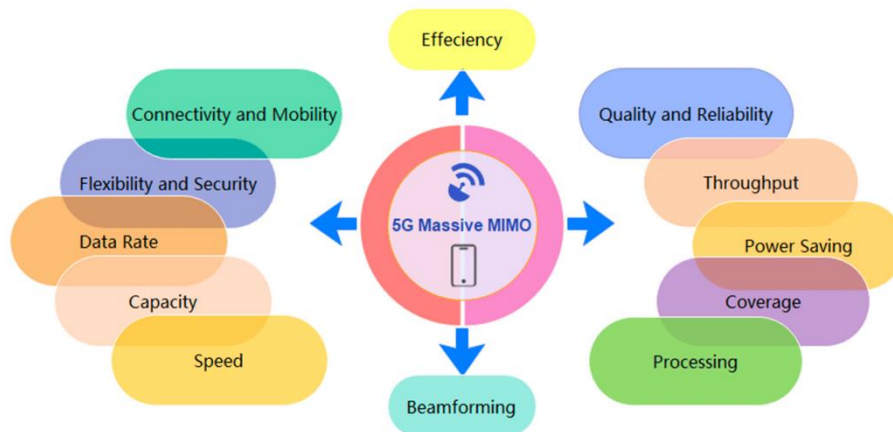 Effeciency
Connectivity and Mobility
Flexibility and Security
Data Rate
Capacity
Speed
5G Massive MIMO
Quality and Reliability
Throughput
Power Saving
Coverage
Processing
Beamforming